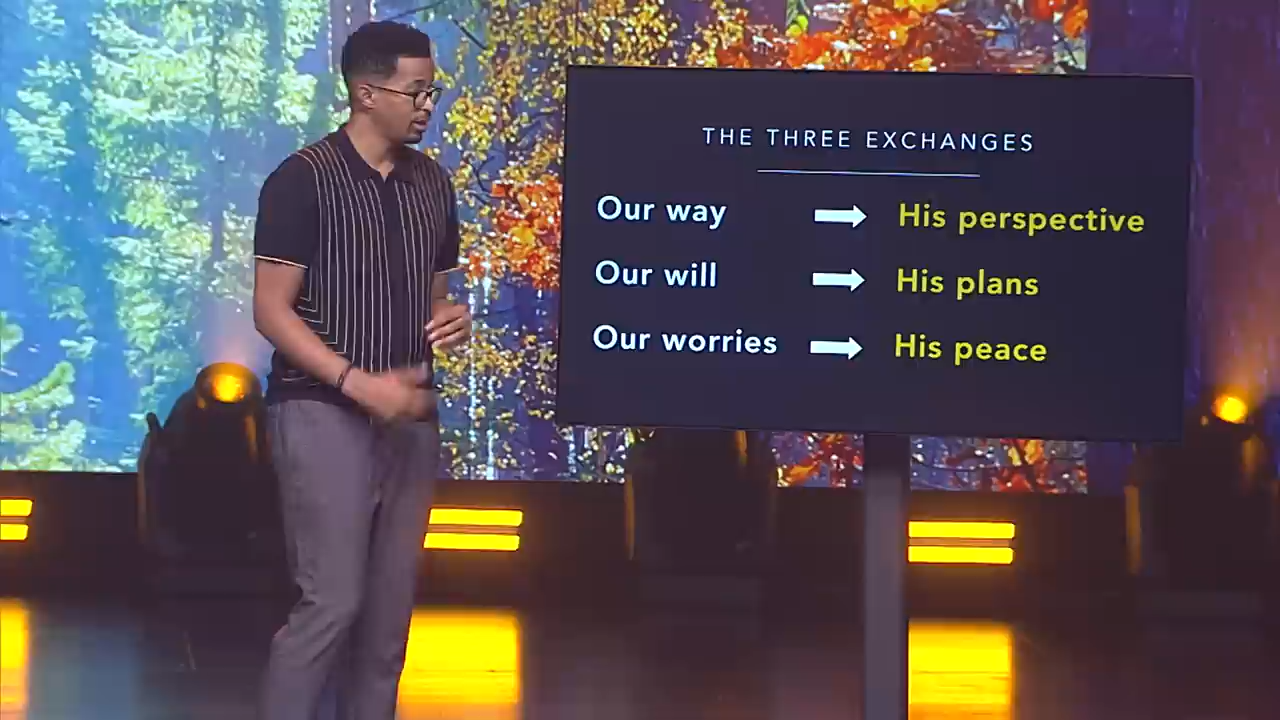 THE THREE EXCHANGES
Our way → His perspective
Our will → His plans
Our worries → His peace